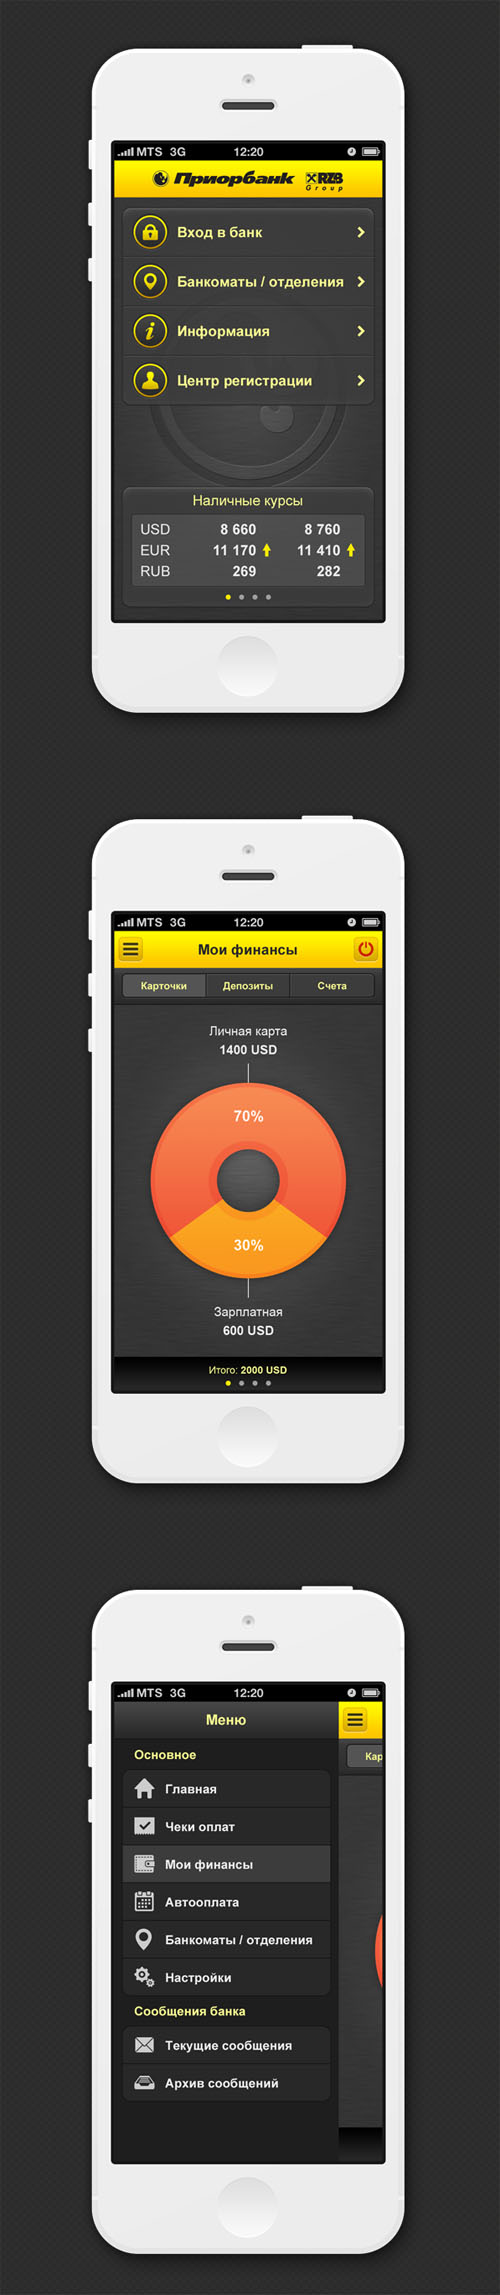 MTS 3G 12:20
Приорбанк RZB
Group
Вход в банк
Банкоматы / отделения
Информация
Центр регистрации
Наличные курсы
USD 8 660 8 760
EUR 11 170 11 410
RUB 269 282
MTS 3G 12:20
Мои финансы
Карточки Депозиты Счета
Личная карта
1400 USD
70%
30%
Зарплатная
600 USD
Итого: 2000 USD
MTS 3G 12:20
Меню
Основное
Кар
Главная
Чеки оплат
Мои финансы
Автооплата
Банкоматы / отделения
Настройки
Сообщения банка
Текущие сообщения
Архив сообщений